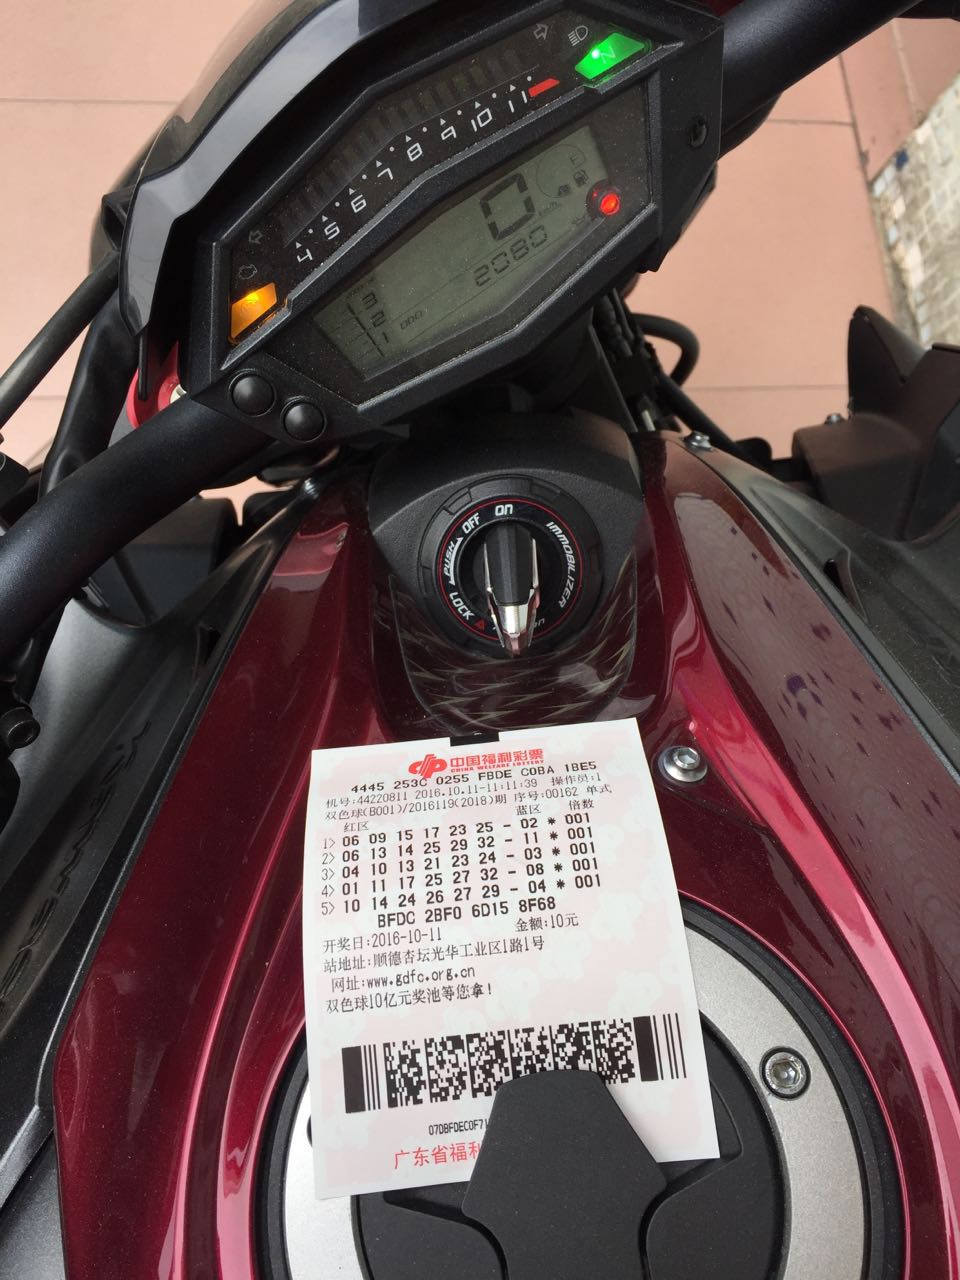 N
4 5 6 7 8 9 10 11
0
km/h
2080
ODO
3
2
1
OFF ON
PUSH
LOCK
IMMOBILIZER
中国福利彩票
CHINA WELFARE LOTTERY
4445 253C 0255 FBDE C0BA 1BE5
机号:44220811 2016.10.11-11:11:39 操作员:1
双色球(B001)/2016119(2018)期 序号:00162 单式
红区 蓝区 倍数
1> 06 09 15 17 23 25 - 02 * 001
2> 06 13 14 25 29 32 - 11 * 001
3> 04 10 13 21 23 24 - 03 * 001
4> 01 11 17 25 27 32 - 08 * 001
5> 10 14 24 26 27 29 - 04 * 001
BFDC 2BF0 6D15 8F68
开奖日:2016-10-11 金额:10元
站地址:顺德杏坛光华工业区1路1号
网址:www.gdfc.org.cn
双色球10亿元奖池等您拿!
07DBFDEC0F71
广东省福利